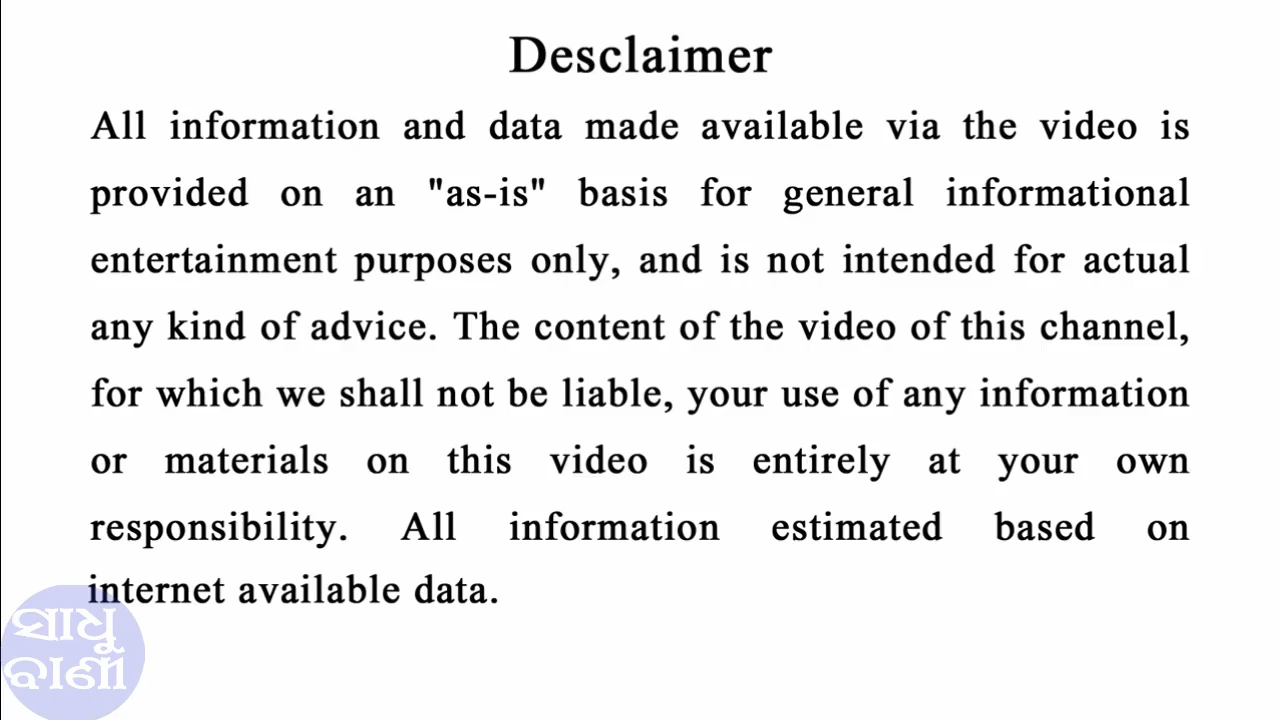 Desclaimer
All information and data made available via the video is
provided on an "as-is" basis for general informational
entertainment purposes only, and is not intended for actual
any kind of advice. The content of the video of this channel,
for which we shall not be liable, your use of any information
or materials on this video is entirely at your own
responsibility. All information estimated based on
internet available data.
ସାଧୁ
ବାଣୀ